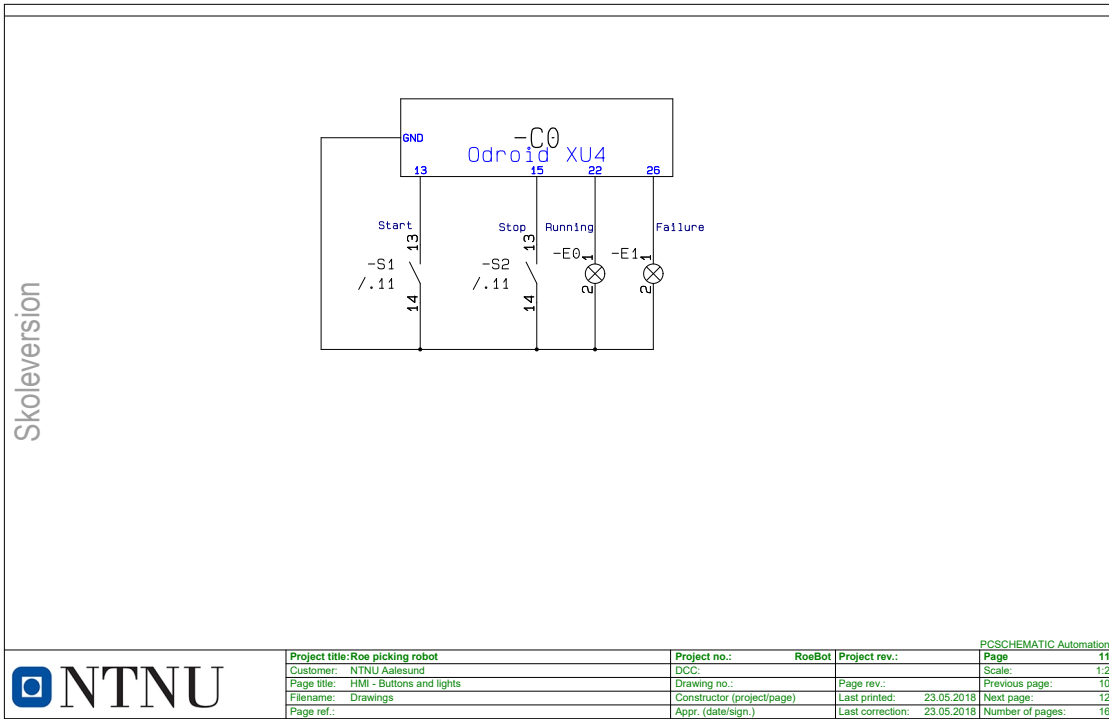 GND
-C0
Odroid XU4
13 15 22 26
Start Stop Running Failure
13 13 1 1
-S1 -S2 -E0 -E1
/.11 /.11
14 14 2 2
Skoleversion
PCSCHEMATIC Automation
NTNU
Project title: Roe picking robot Project no.: RoeBot Project rev.: Page 11
Customer: NTNU Aalesund DCC: Scale: 1:2
Page title: HMI - Buttons and lights Drawing no.: Page rev.: Previous page: 10
Filename: Drawings Constructor (project/page) Last printed: 23.05.2018 Next page: 12
Page ref.: Appr. (date/sign.) Last correction: 23.05.2018 Number of pages: 16